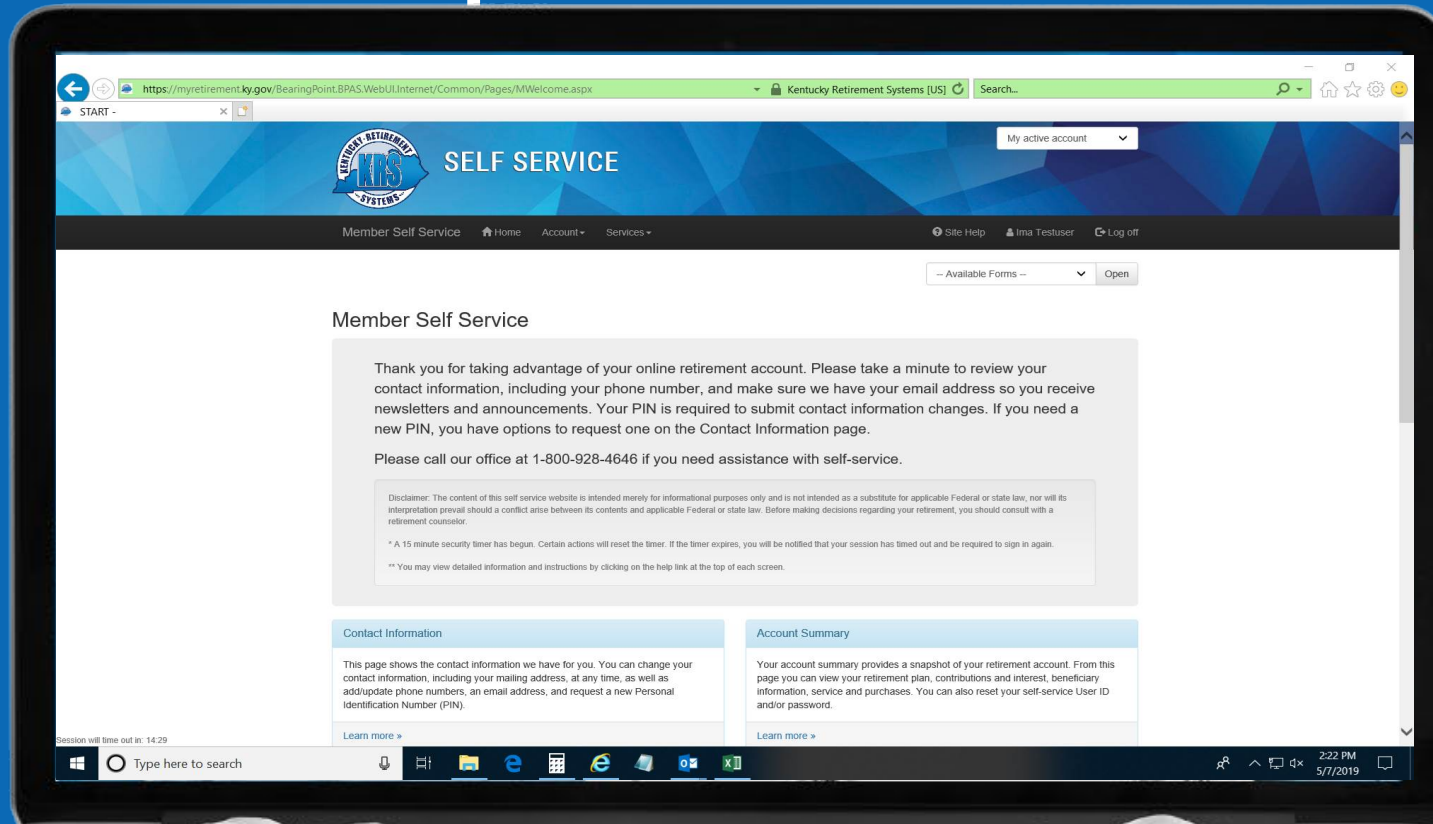 https://myretirement.ky.gov/BearingPoint.BPAS.WebUI.Internet/Common/Pages/MWelcome.aspx
Kentucky Retirement Systems [US]
Search...
START -
KENTUCKY RETIREMENT
KRS
SYSTEMS
SELF SERVICE
My active account
Member Self Service Home Account Services Site Help Ima Testuser Log off
-- Available Forms -- Open
Member Self Service
Thank you for taking advantage of your online retirement account. Please take a minute to review your
contact information, including your phone number, and make sure we have your email address so you receive
newsletters and announcements. Your PIN is required to submit contact information changes. If you need a
new PIN, you have options to request one on the Contact Information page.
Please call our office at 1-800-928-4646 if you need assistance with self-service.
Disclaimer: The content of this self service website is intended merely for informational purposes only and is not intended as a substitute for applicable Federal or state law, nor will its
interpretation prevail should a conflict arise between its contents and applicable Federal or state law. Before making decisions regarding your retirement, you should consult with a
retirement counselor.
* A 15 minute security timer has begun. Certain actions will reset the timer. If the timer expires, you will be notified that your session has timed out and be required to sign in again.
** You may view detailed information and instructions by clicking on the help link at the top of each screen.
Contact Information
This page shows the contact information we have for you. You can change your
contact information, including your mailing address, at any time, as well as
add/update phone numbers, an email address, and request a new Personal
Identification Number (PIN).
Learn more »
Account Summary
Your account summary provides a snapshot of your retirement account. From this
page you can view your retirement plan, contributions and interest, beneficiary
information, service and purchases. You can also reset your self-service User ID
and/or password.
Learn more »
Session will time out in: 14:29
Type here to search
2:22 PM
5/7/2019